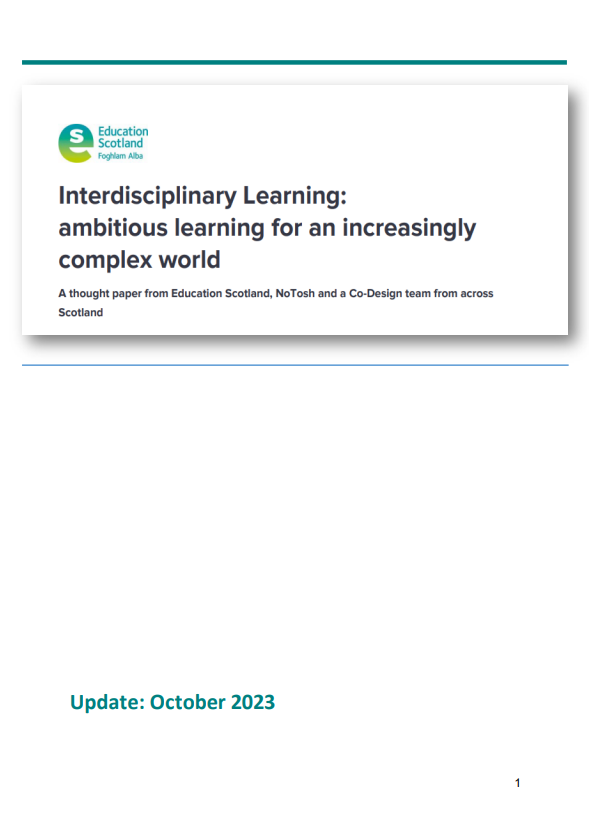 Education
Scotland
Foghlam Alba
Interdisciplinary Learning:
ambitious learning for an increasingly
complex world
A thought paper from Education Scotland, NoTosh and a Co-Design team from across
Scotland
Update: October 2023
1